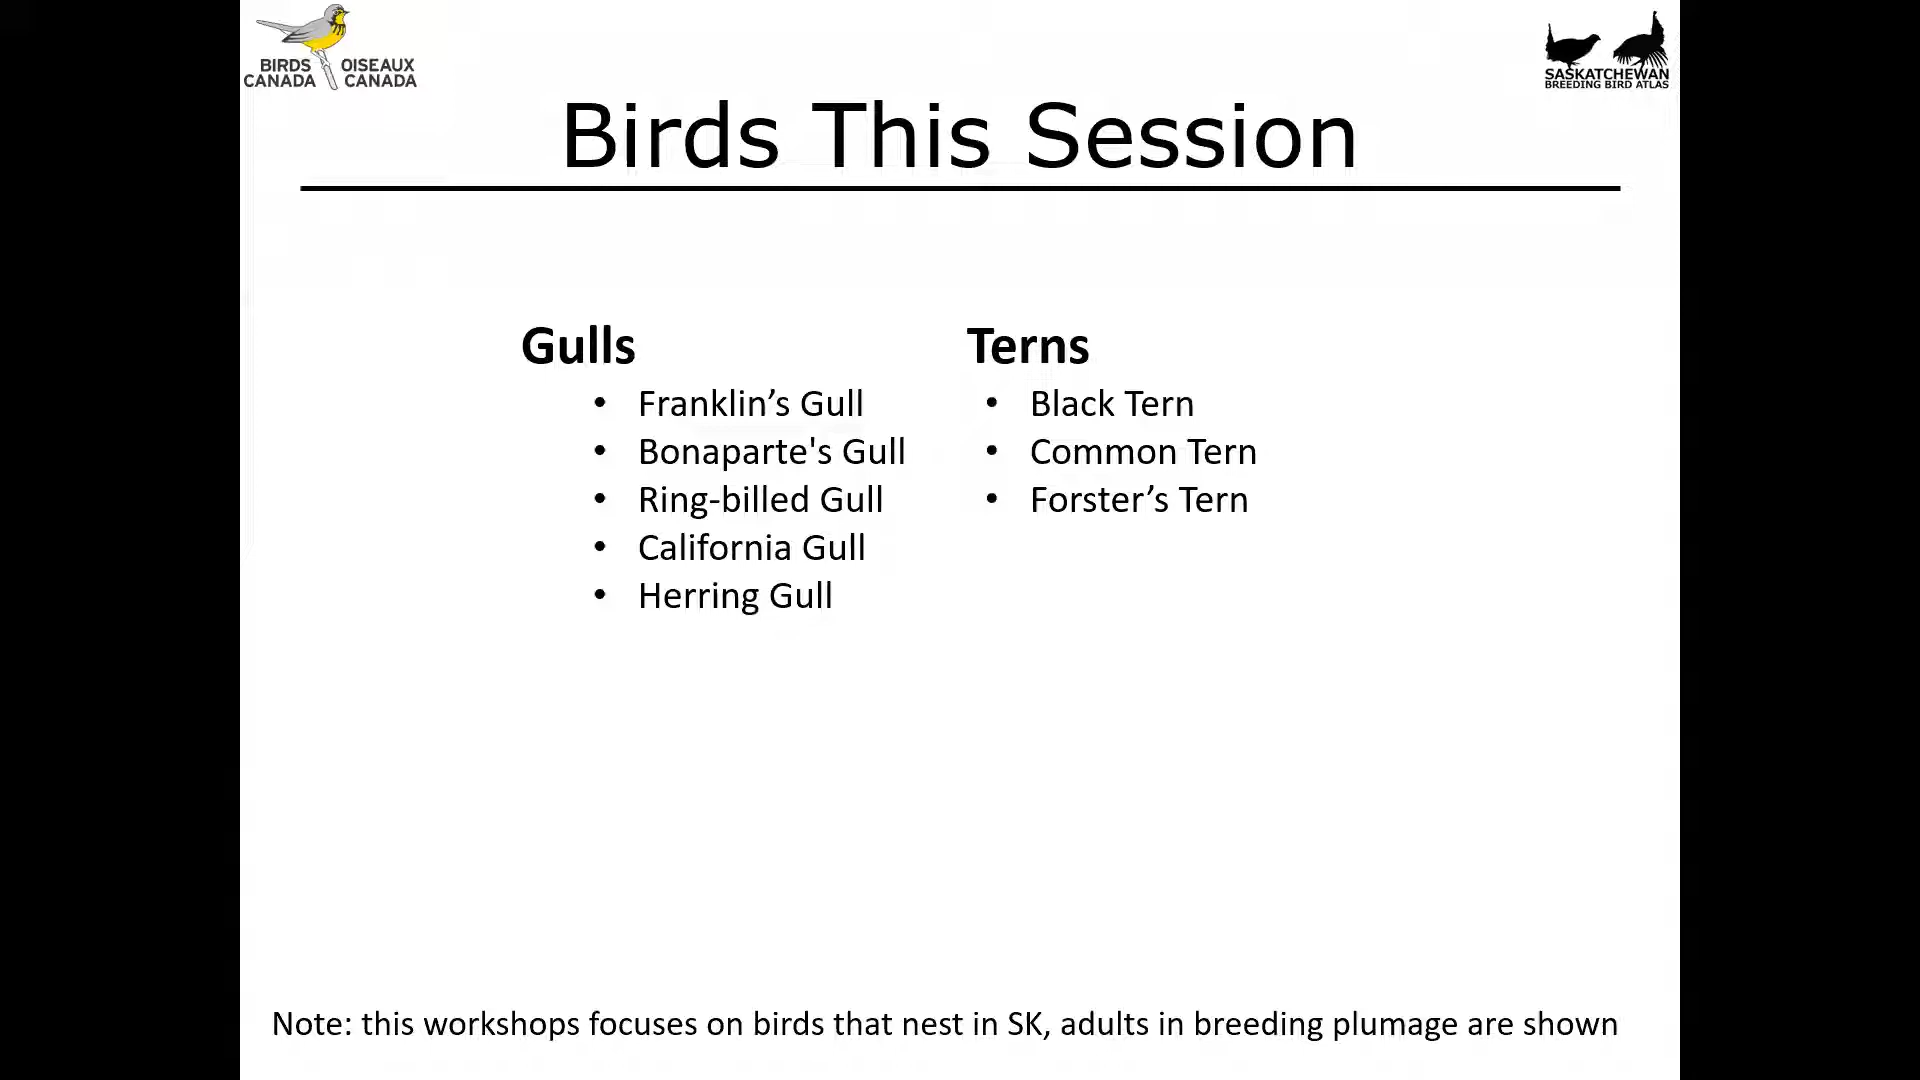 BIRDS CANADA
OISEAUX CANADA
SASKATCHEWAN
BREEDING BIRD ATLAS
Birds This Session
Gulls
• Franklin’s Gull
• Bonaparte's Gull
• Ring-billed Gull
• California Gull
• Herring Gull
Terns
• Black Tern
• Common Tern
• Forster’s Tern
Note: this workshops focuses on birds that nest in SK, adults in breeding plumage are shown